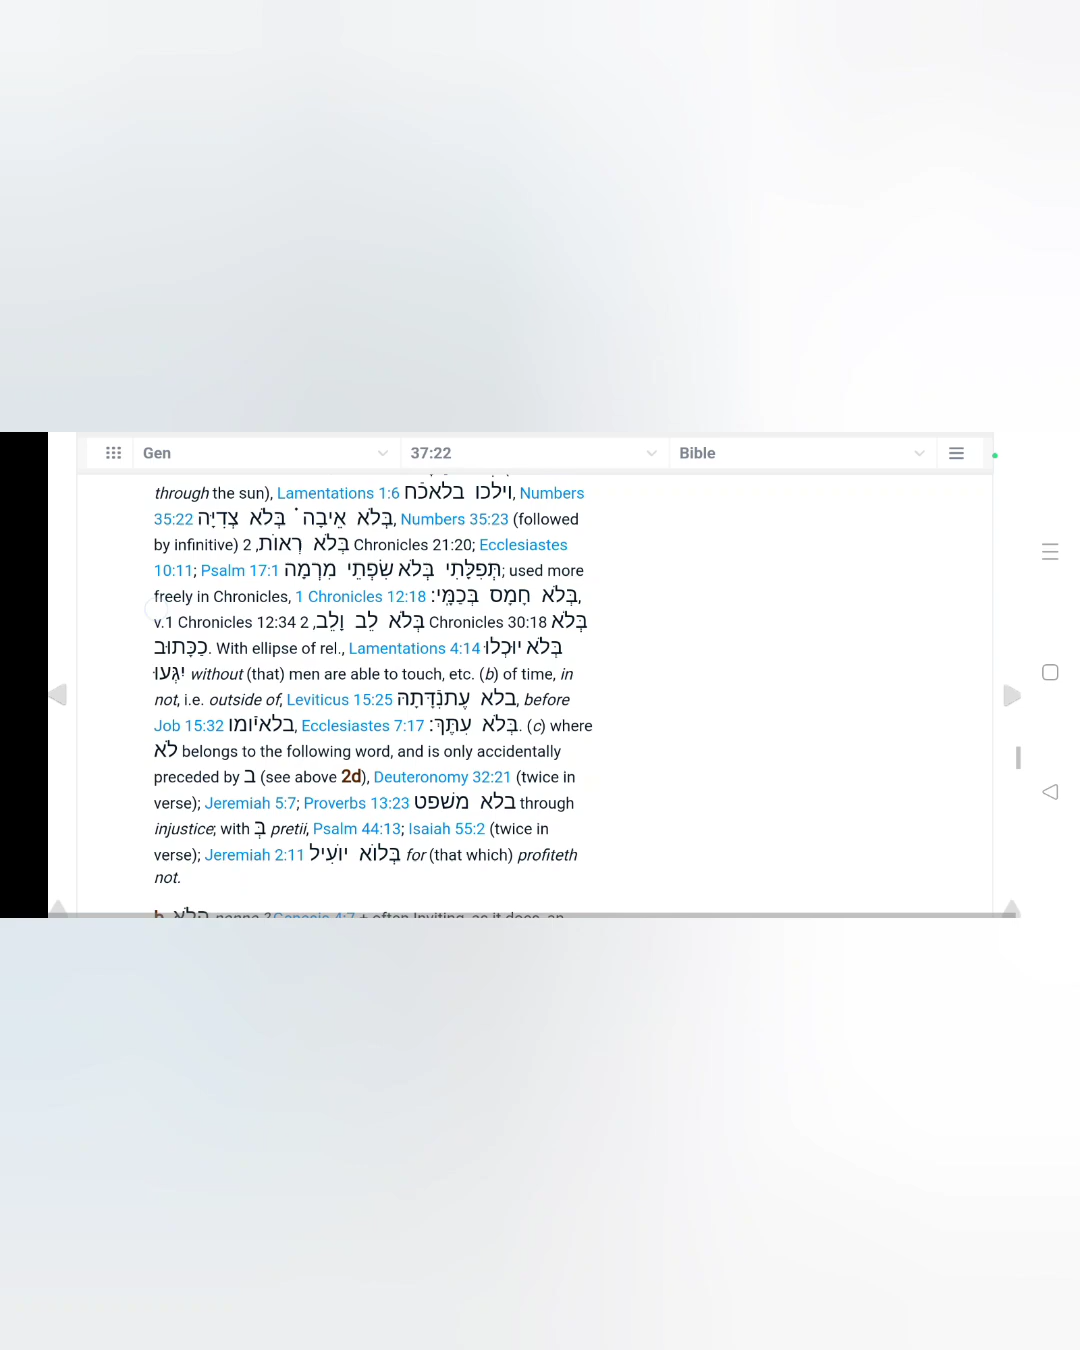 Gen 37:22 Bible
through the sun), Lamentations 1:6 וילכו בלאכֹח, Numbers
35:22 בְּלֹא אֵיבָה ֹ בְּלֹא צְדִיָּה, Numbers 35:23 (followed
by infinitive) בְּלֹא רְאוֺת, 2 Chronicles 21:20; Ecclesiastes
10:11; Psalm 17:1 תְּפִלָּתִי בְּלֹא שִׂפְתֵי מִרְמָה; used more
freely in Chronicles, 1 Chronicles 12:18 בְּלֹא חָמָס בְּכַמָּֽי׃,
v.1 Chronicles 12:34 בְּלֹא לֵב וָלֵב, 2 Chronicles 30:18 בְּלֹא
כַכָּתוּב. With ellipse of rel., Lamentations 4:14 בְּלֹא יוּכְלוּ
יִגְּעוּ without (that) men are able to touch, etc. (b) of time, in
not, i.e. outside of, Leviticus 15:25 בלא עֶתנִֿדָּתָהּ, before
Job 15:32 בלאיֿומו, Ecclesiastes 7:17 בְּלֹא עִתֶּֽךָ׃. (c) where
לֹא belongs to the following word, and is only accidentally
preceded by ב (see above 2d), Deuteronomy 32:21 (twice in
verse); Jeremiah 5:7; Proverbs 13:23 בלא משׁפט through
injustice; with בְּ pretii, Psalm 44:13; Isaiah 55:2 (twice in
verse); Jeremiah 2:11 בְּלוֺא יוֺעִיל for (that which) profiteth
not.